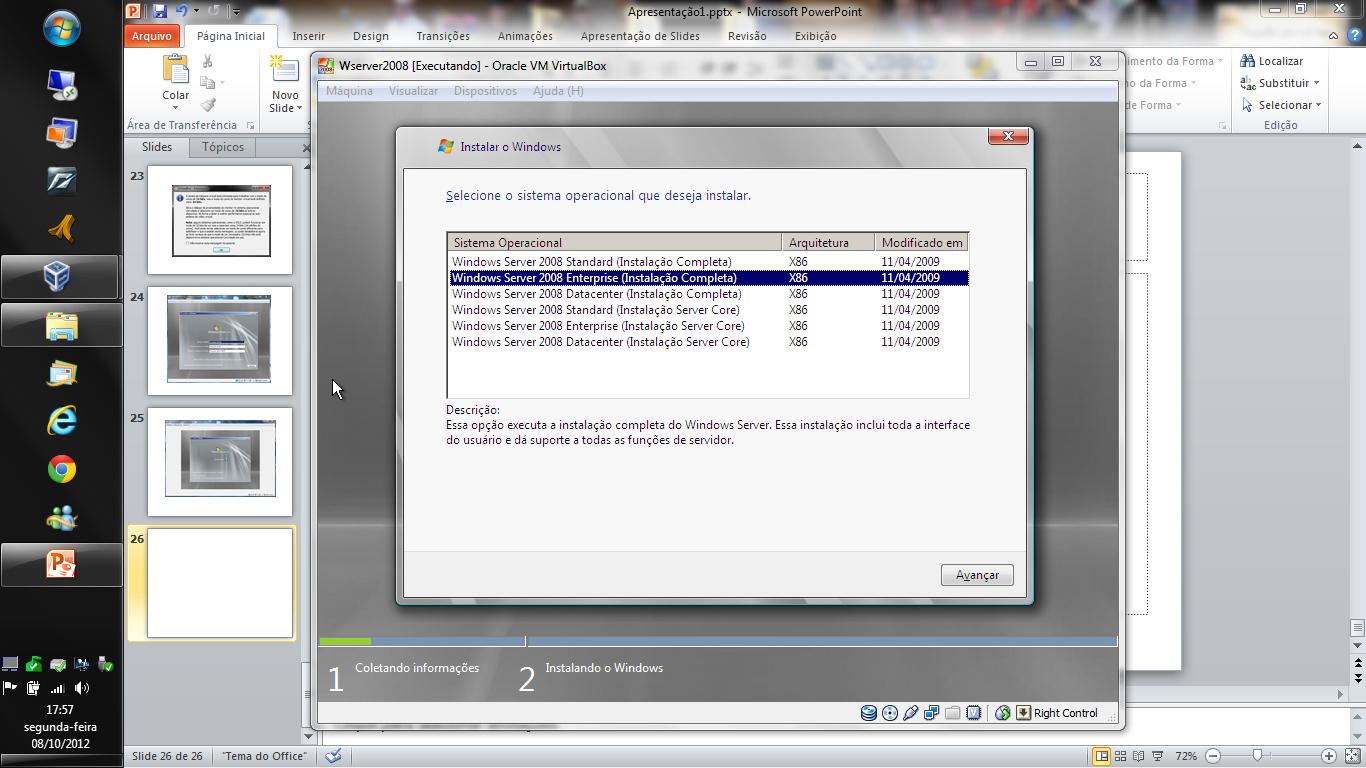 Apresentação1.pptx - Microsoft PowerPoint
Arquivo
Página Inicial
Inserir
Design
Transições
Animações
Apresentação de Slides
Revisão
Exibição
Colar
Novo
Slide
Área de Transferência
Forma
de Forma
Localizar
Substituir
Selecionar
Edição
Slides
Tópicos
23
24
25
26
Wserver2008 [Executando] - Oracle VM VirtualBox
Máquina
Visualizar
Dispositivos
Ajuda (H)
Instalar o Windows
Selecione o sistema operacional que deseja instalar.
Sistema Operacional Arquitetura Modificado em
Windows Server 2008 Standard (Instalação Completa) X86 11/04/2009
Windows Server 2008 Enterprise (Instalação Completa) X86 11/04/2009
Windows Server 2008 Datacenter (Instalação Completa) X86 11/04/2009
Windows Server 2008 Standard (Instalação Server Core) X86 11/04/2009
Windows Server 2008 Enterprise (Instalação Server Core) X86 11/04/2009
Windows Server 2008 Datacenter (Instalação Server Core) X86 11/04/2009
Descrição:
Essa opção executa a instalação completa do Windows Server. Essa instalação inclui toda a interface
do usuário e dá suporte a todas as funções de servidor.
Avançar
1 Coletando informações
2 Instalando o Windows
Right Control
17:57
segunda-feira
08/10/2012
Slide 26 de 26
"Tema do Office"
72%